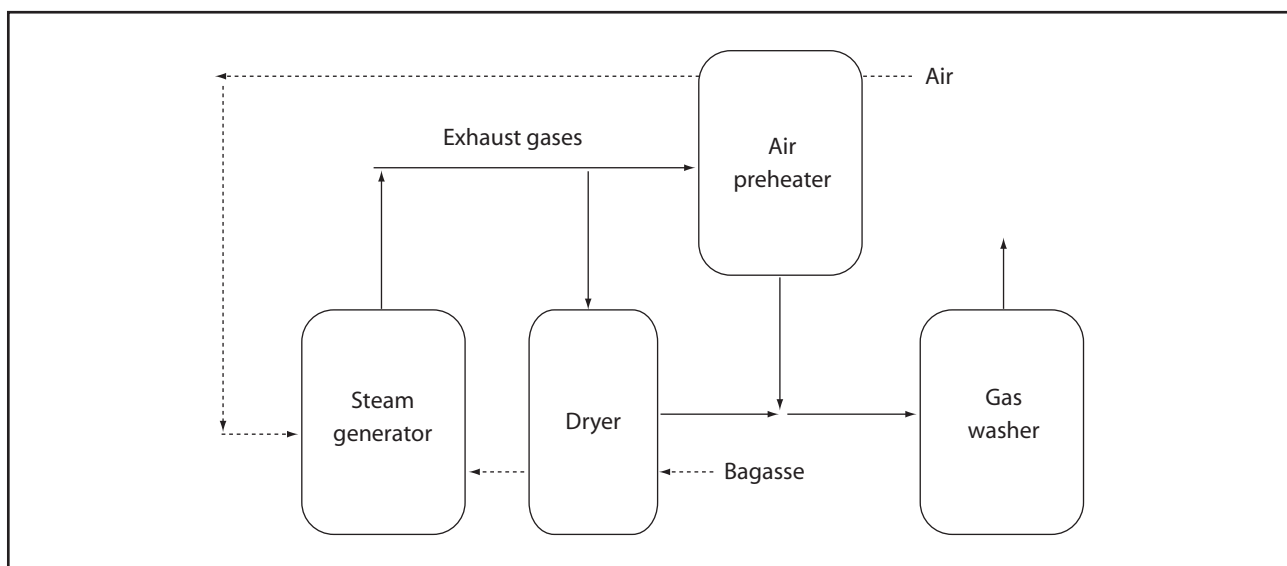 Air
Exhaust gases
Air
preheater
Steam
generator
Dryer
Gas
washer
Bagasse